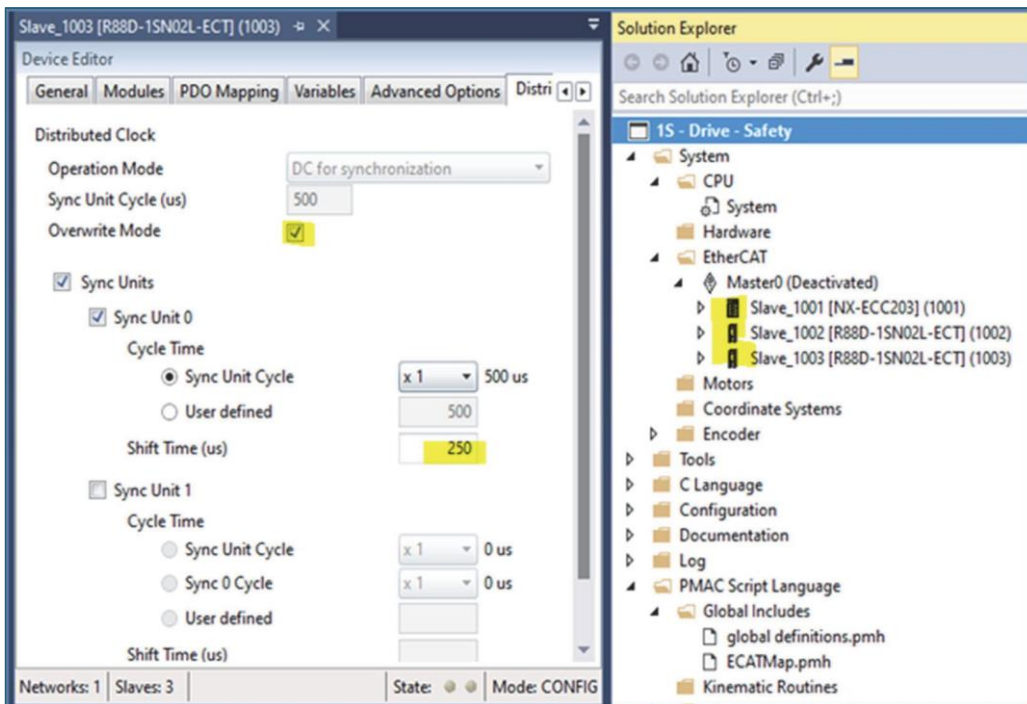 Slave_1003 [R88D-1SN02L-ECT] (1003)
Device Editor
General Modules PDO Mapping Variables Advanced Options Distri
Distributed Clock
Operation Mode DC for synchronization
Sync Unit Cycle (us) 500
Overwrite Mode
Sync Units
Sync Unit 0
Cycle Time
Sync Unit Cycle x 1 500 us
User defined 500
Shift Time (us) 250
Sync Unit 1
Cycle Time
Sync Unit Cycle x 1 0 us
Sync 0 Cycle x 1 0 us
User defined
Shift Time (us)
Networks: 1 Slaves: 3 State: Mode: CONFIG
Solution Explorer
Search Solution Explorer (Ctrl+;)
1S - Drive - Safety
System
CPU
System
Hardware
EtherCAT
Master0 (Deactivated)
Slave_1001 [NX-ECC203] (1001)
Slave_1002 [R88D-1SN02L-ECT] (1002)
Slave_1003 [R88D-1SN02L-ECT] (1003)
Motors
Coordinate Systems
Encoder
Tools
C Language
Configuration
Documentation
Log
PMAC Script Language
Global Includes
global definitions.pmh
ECATMap.pmh
Kinematic Routines